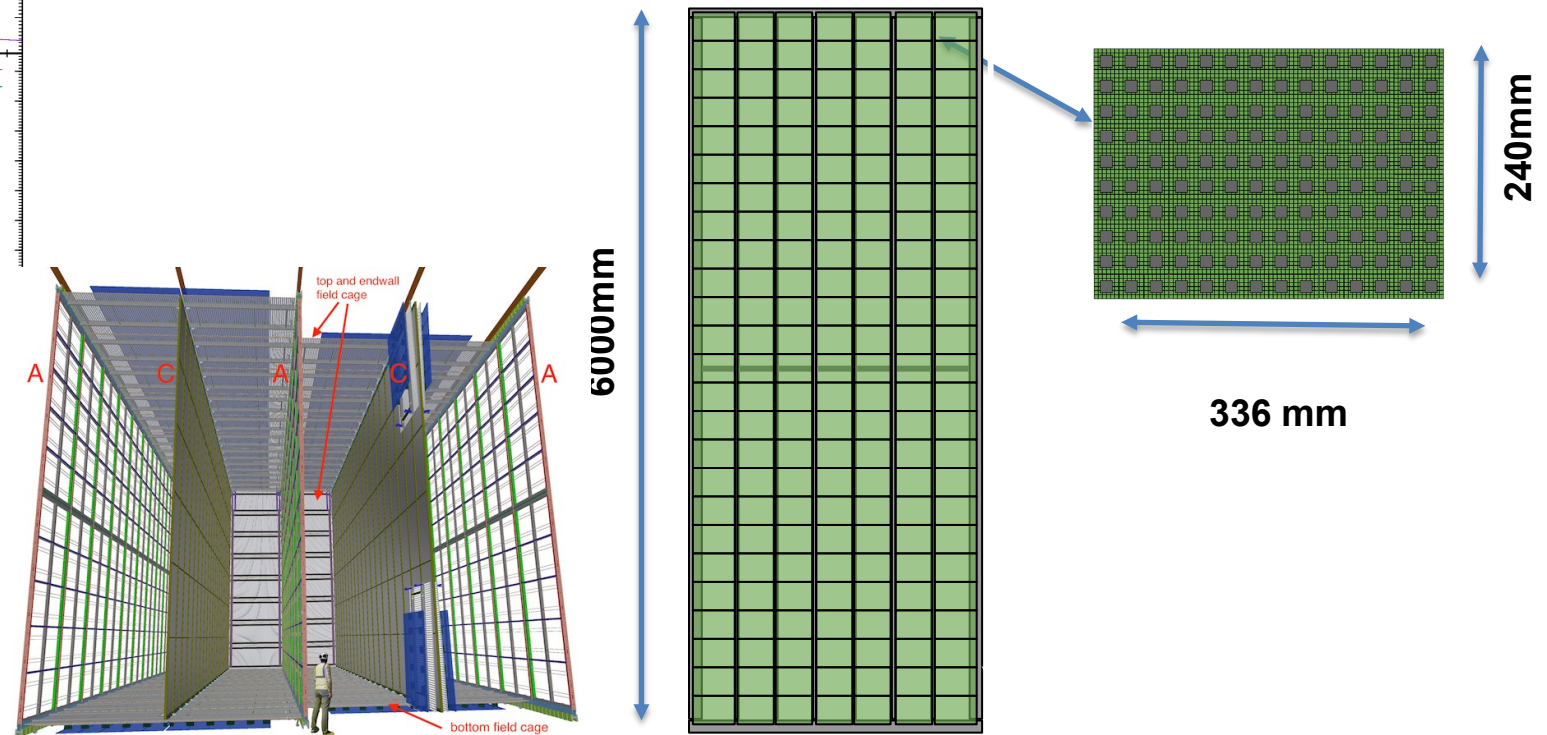 top and endwall
field cage
A
C
A
C
A
bottom field cage
6000mm
240mm
336 mm